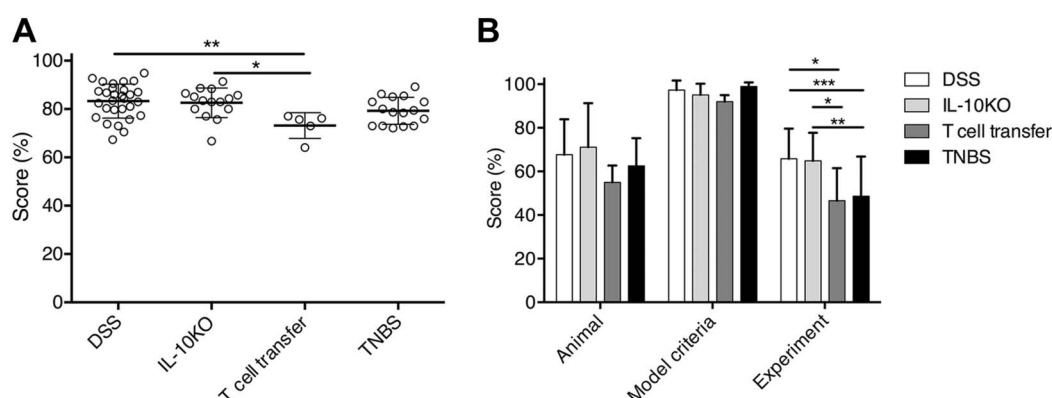 A
Score (%)
100
80
60
40
20
0
**
*
DSS
IL-10KO
T cell transfer
TNBS
B
Score (%)
100
80
60
40
20
0
*
***
*
**
Animal
Model criteria
Experiment
DSS
IL-10KO
T cell transfer
TNBS